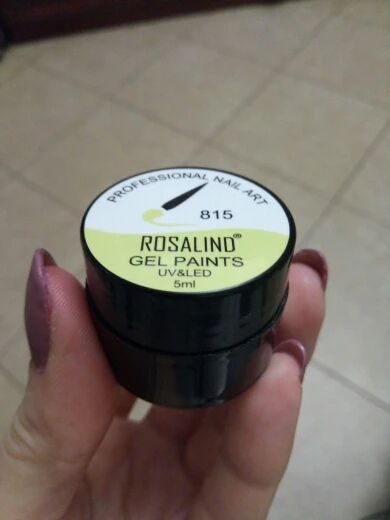 PROFESSIONAL NAIL ART
815
ROSALIND®
GEL PAINTS
UV&LED
5ml